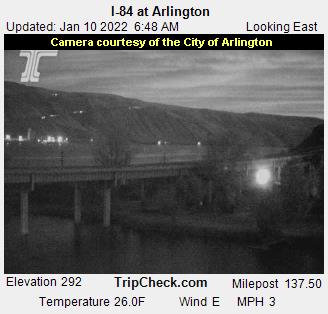 I-84 at Arlington
Updated: Jan 10 2022 6:48 AM Looking East
Camera courtesy of the City of Arlington
Elevation 292 TripCheck.com Milepost 137.50
Temperature 26.0F Wind E MPH 3